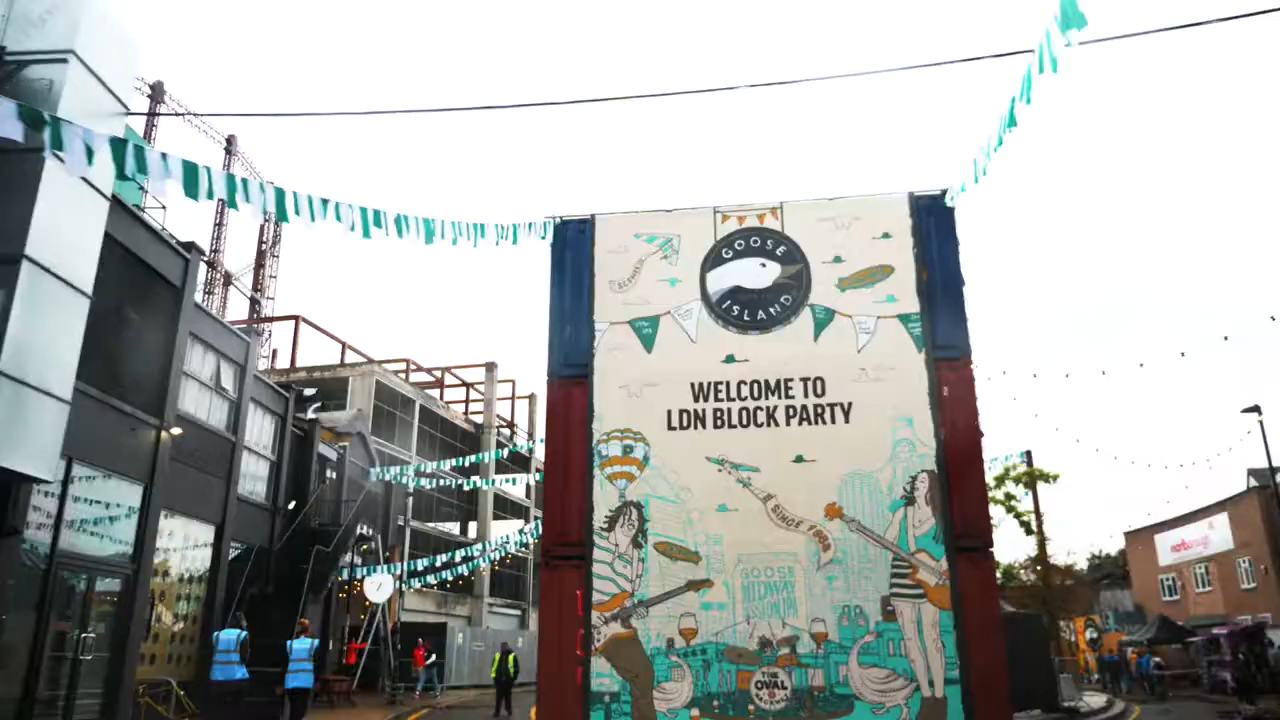 GOOSE
ISLAND
WELCOME TO
LDN BLOCK PARTY
SINCE 1988
GOOSE
MIDWAY
SESSION IPA
THE
OVAL